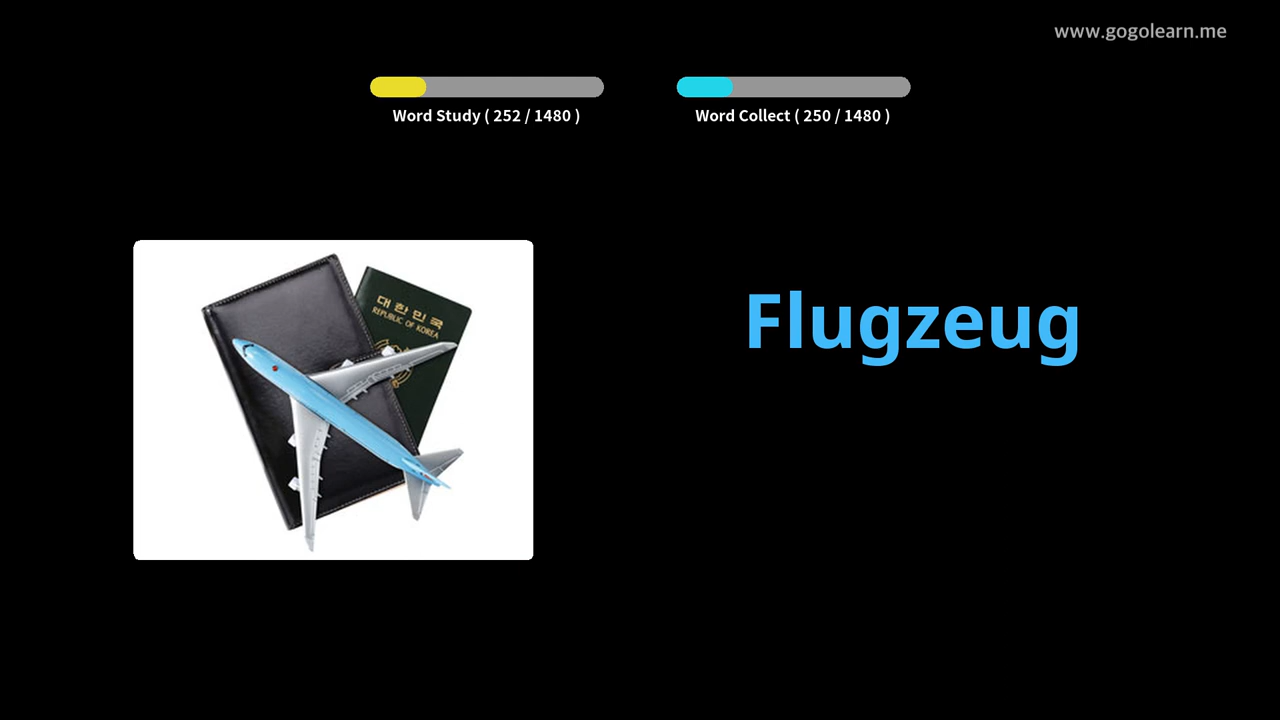 www.gogolearn.me
Word Study ( 252 / 1480 )
Word Collect ( 250 / 1480 )
대한민국
REPUBLIC OF KOREA
Flugzeug